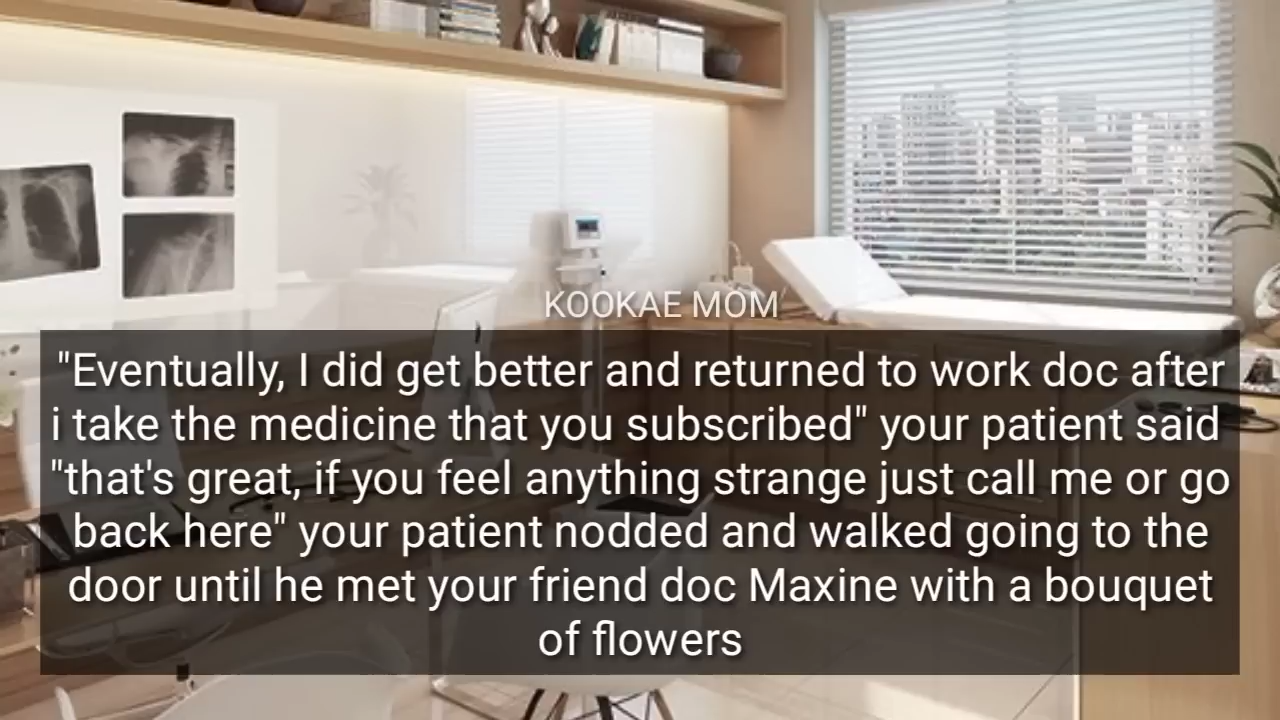 KOOKAE MOM
"Eventually, I did get better and returned to work doc after
i take the medicine that you subscribed" your patient said
"that's great, if you feel anything strange just call me or go
back here" your patient nodded and walked going to the
door until he met your friend doc Maxine with a bouquet
of flowers